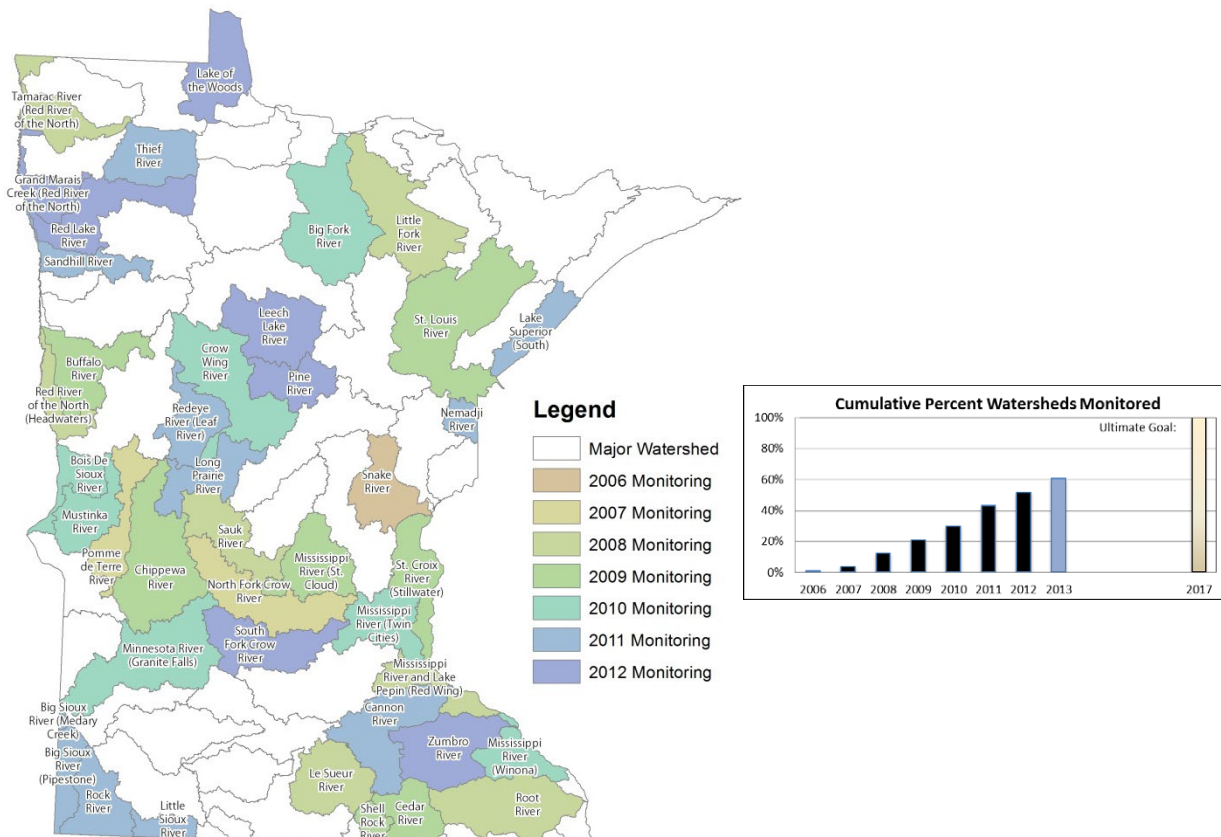 Lake of
the Woods
Tamarac River
(Red River
of the North)
Thief
River
Grand Marais
Creek (Red River
of the North)
Red Lake
River
Sandhill River
Big Fork
River
Little
Fork
River
Leech
Lake
River
St. Louis
River
Lake
Superior
(South)
Crow
Wing
River
Buffalo
River
Pine
River
Red River
of the North
(Headwaters)
Redeye
River (Leaf
River)
Nemadji
River
Bois De
Sioux
River
Long
Prairie
River
Snake
River
Mustinka
River
Sauk
River
Pomme
de Terre
River
Chippewa
River
Mississippi
River (St.
Cloud)
St. Croix
River
(Stillwater)
North Fork Crow
River
Mississippi
River (Twin
Cities)
South
Fork Crow
River
Minnesota River
(Granite Falls)
Mississippi
River and Lake
Pepin (Red Wing)
Cannon
River
Big Sioux
River (Medary
Creek)
Zumbro
River
Mississippi
River
(Winona)
Big Sioux
River
(Pipestone)
Le Sueur
River
Rock
River
Root
River
Little
Sioux
River
Shell
Rock
River
Cedar
River
Legend
Major Watershed
2006 Monitoring
2007 Monitoring
2008 Monitoring
2009 Monitoring
2010 Monitoring
2011 Monitoring
2012 Monitoring
Cumulative Percent Watersheds Monitored
Ultimate Goal:
100%
80%
60%
40%
20%
0%
2006 2007 2008 2009 2010 2011 2012 2013 2017